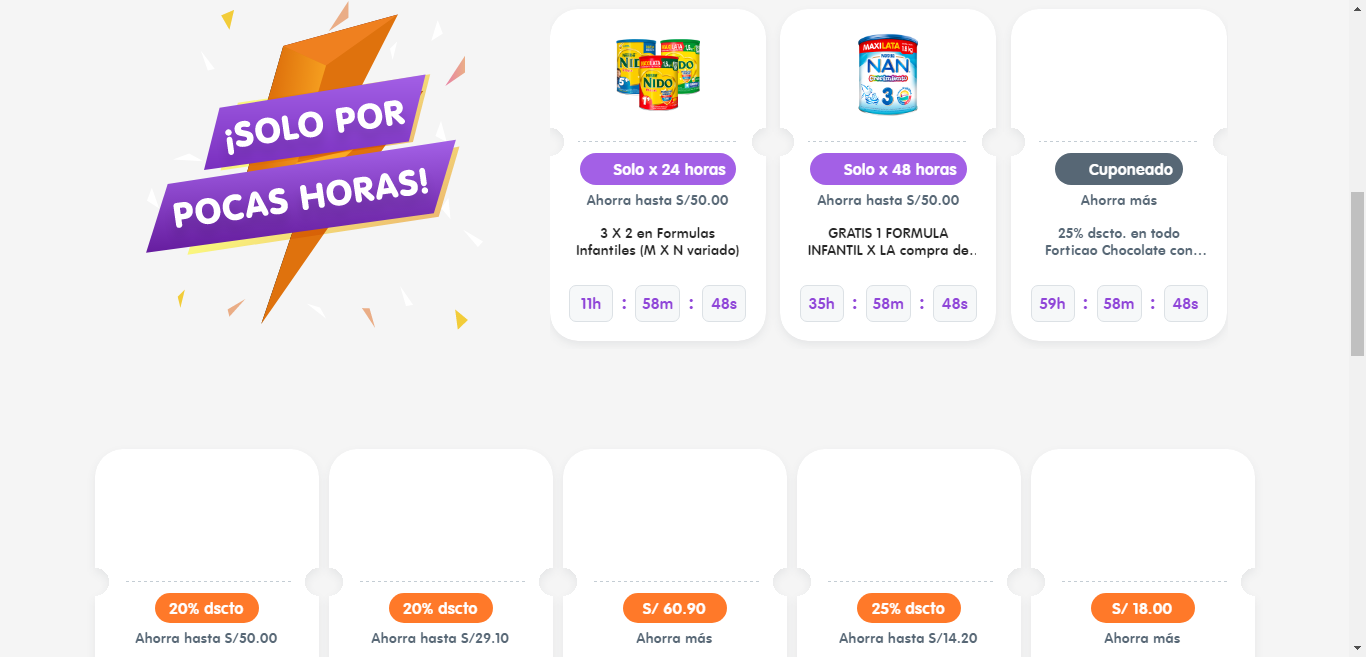 ¡SOLO POR
POCAS HORAS!
NIDO
5+
NIDO
1+
MAXILATA
NAN
3
Solo x 24 horas
Ahorra hasta S/50.00
3 X 2 en Formulas
Infantiles (M X N variado)
11h : 58m : 48s
Solo x 48 horas
Ahorra hasta S/50.00
GRATIS 1 FORMULA
INFANTIL X LA compra de..
35h : 58m : 48s
Cuponeado
Ahorra más
25% dscto. en todo
Forticao Chocolate con...
59h : 58m : 48s
20% dscto
Ahorra hasta S/50.00
20% dscto
Ahorra hasta S/29.10
S/ 60.90
Ahorra más
25% dscto
Ahorra hasta S/14.20
S/ 18.00
Ahorra más